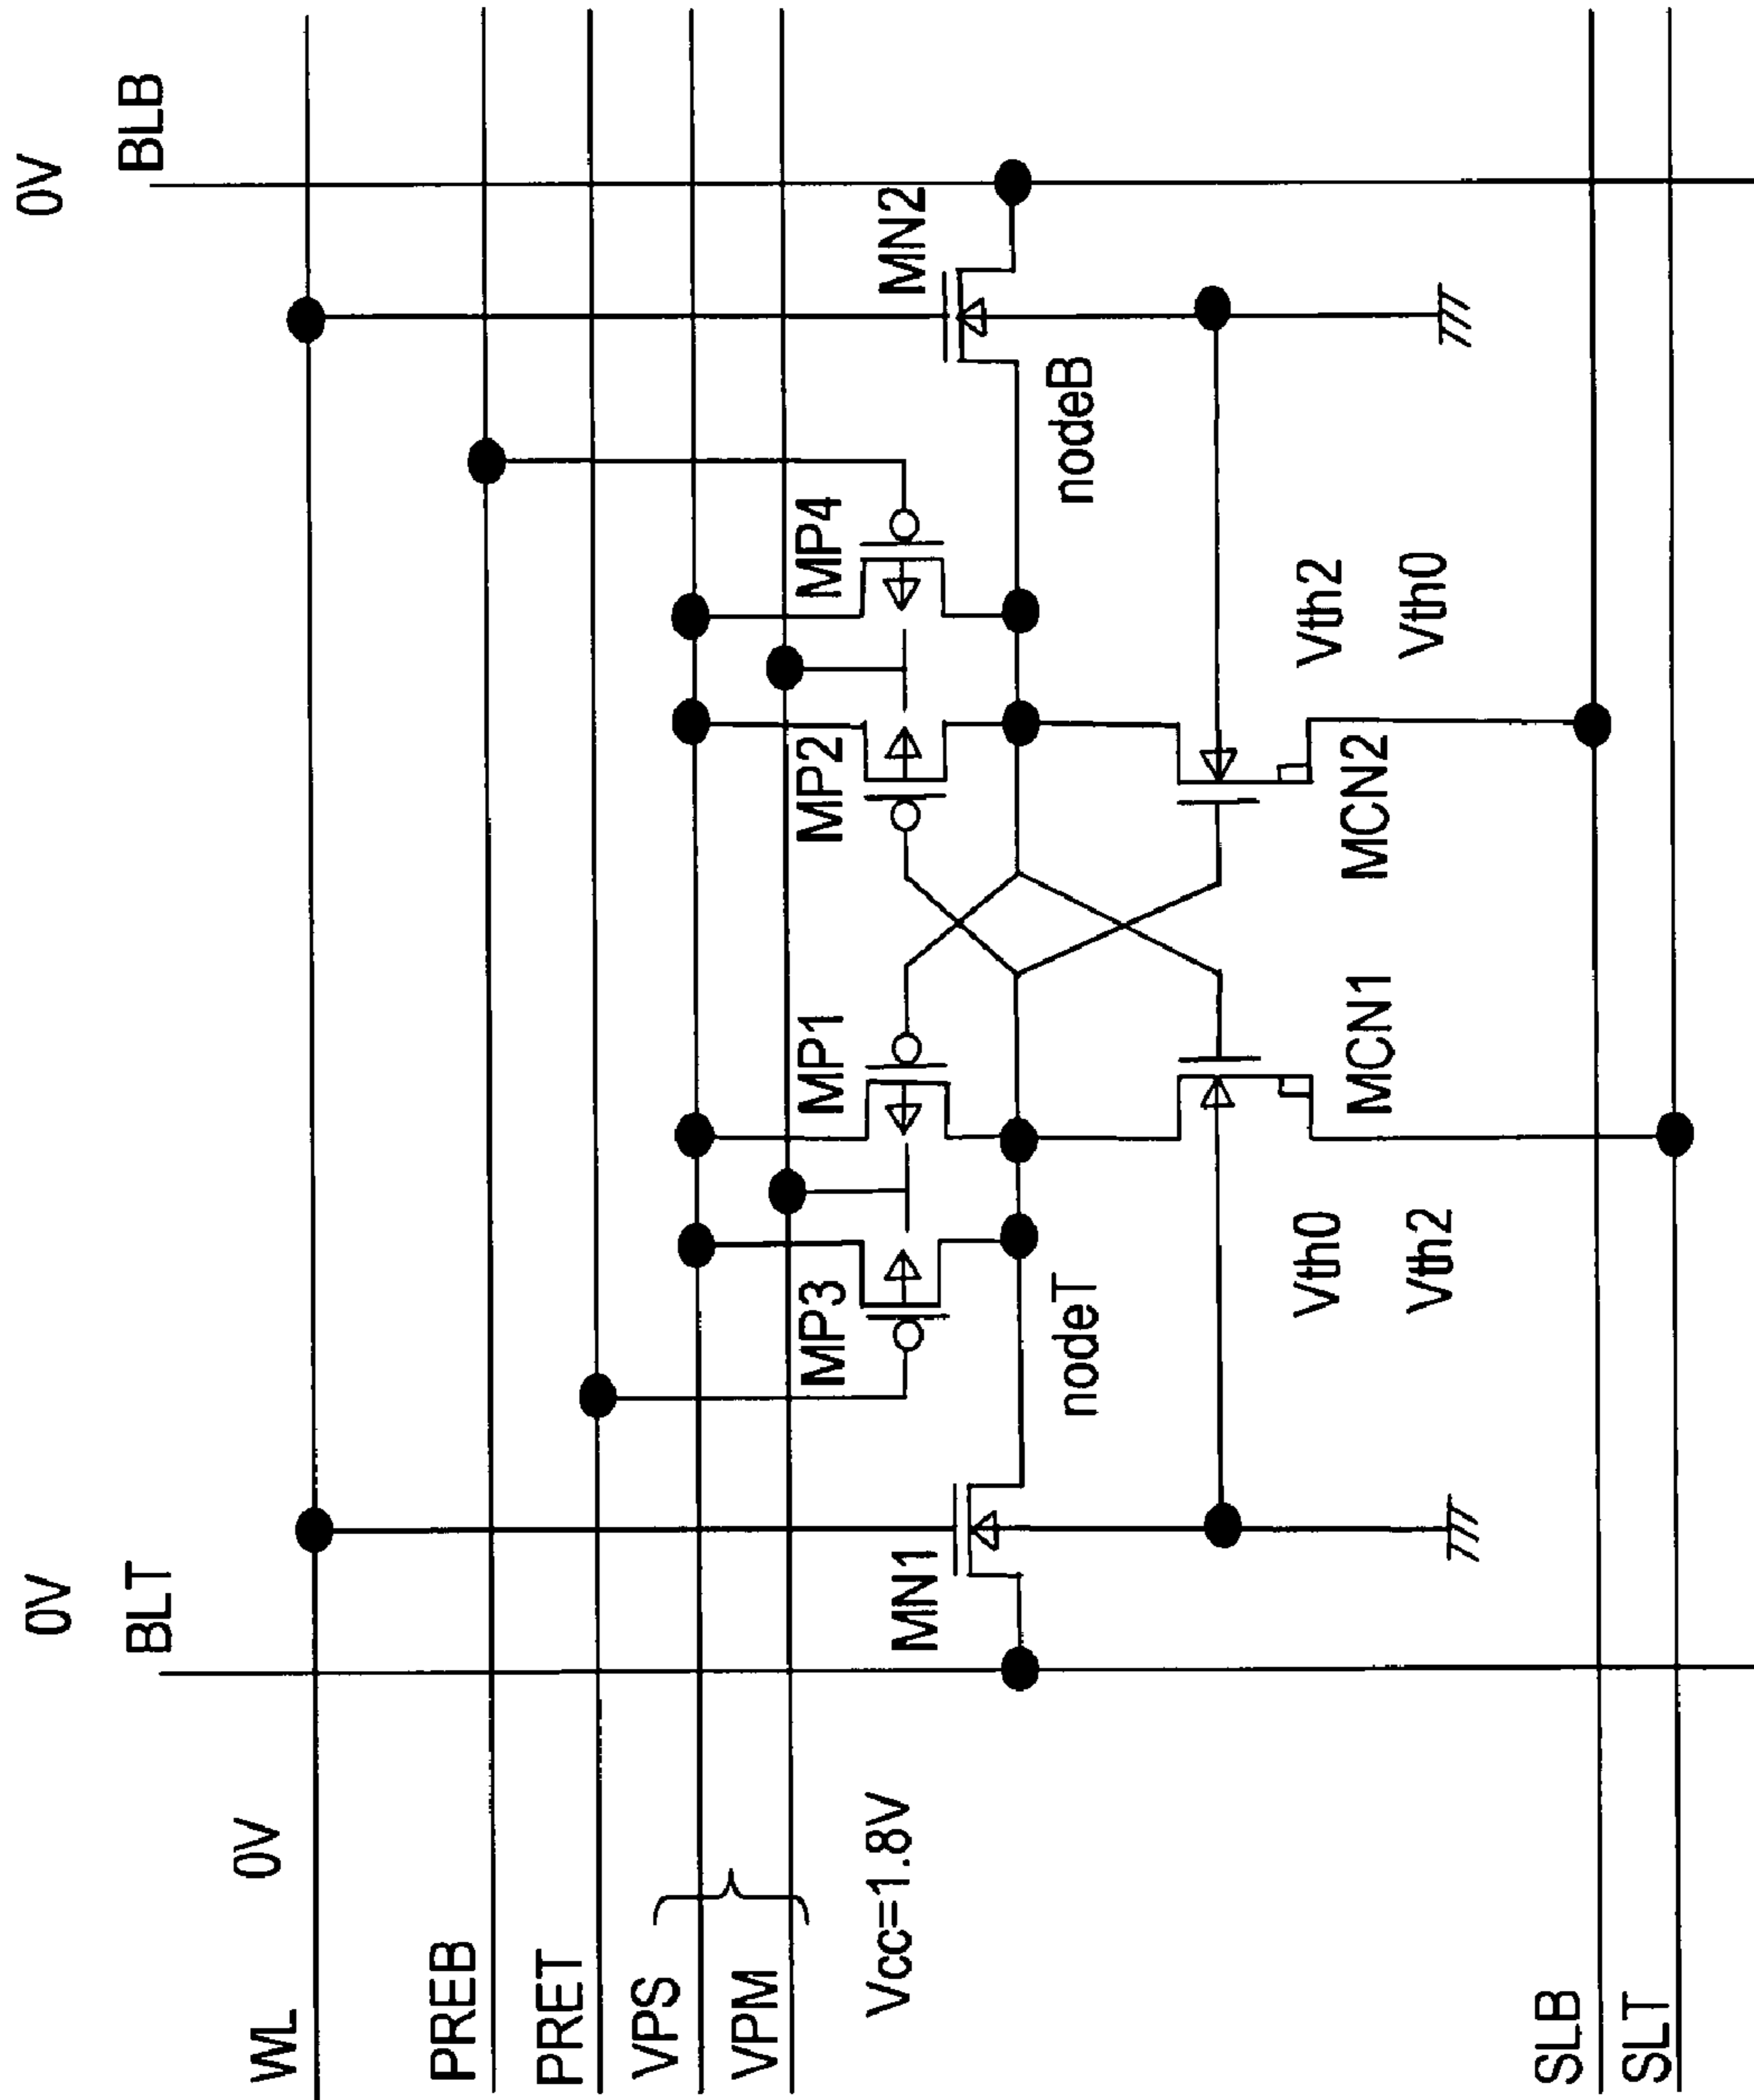 0V
0V
BLT
BLB
WL
0V
PREB
PRET
VPS
VPM
Vcc=1.8V
MP3
MP1
MP2
MP4
MN1
MN2
nodeT
nodeB
Vth0
Vth2
Vth2
Vth0
MCN1
MCN2
SLB
SLT